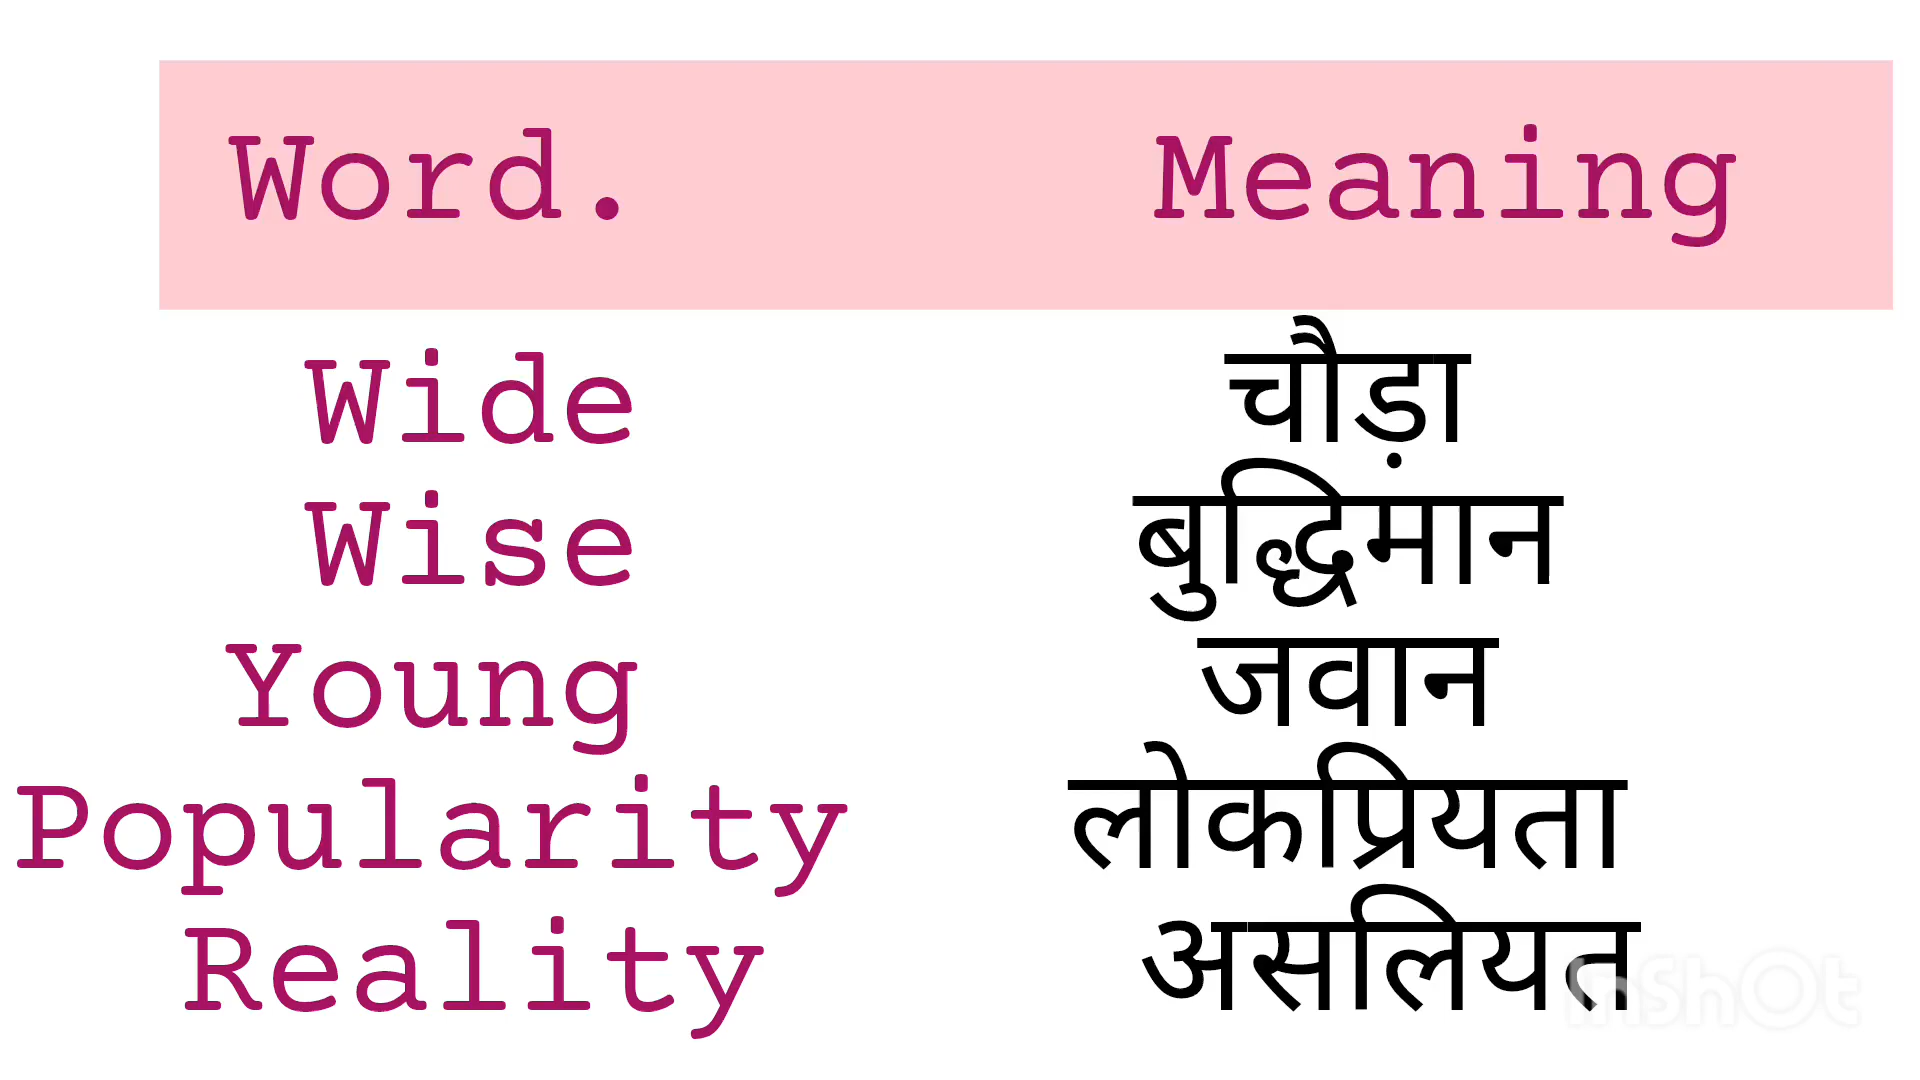 Word. Meaning
Wide चौड़ा
Wise बुद्धिमान
Young जवान
Popularity लोकप्रियता
Reality असलियत
InShOt